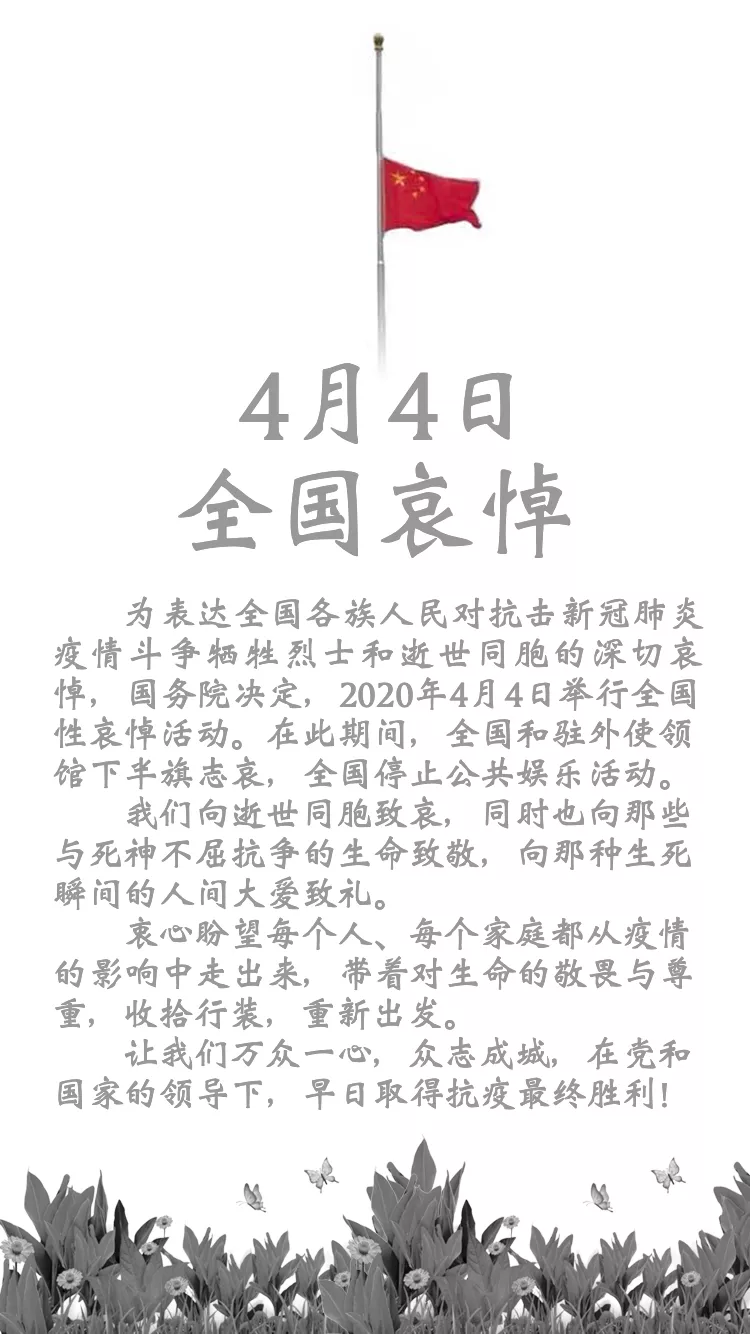 4月4日
全国哀悼
为表达全国各族人民对抗击新冠肺炎
疫情斗争牺牲烈士和逝世同胞的深切哀
悼，国务院决定，2020年4月4日举行全国
性哀悼活动。在此期间，全国和驻外使领
馆下半旗志哀，全国停止公共娱乐活动。
我们向逝世同胞致哀，同时也向那些
与死神不屈抗争的生命致敬，向那种生死
瞬间的人间大爱致礼。
衷心盼望每个人、每个家庭都从疫情
的影响中走出来，带着对生命的敬畏与尊
重，收拾行装，重新出发。
让我们万众一心，众志成城，在党和
国家的领导下，早日取得抗疫最终胜利！